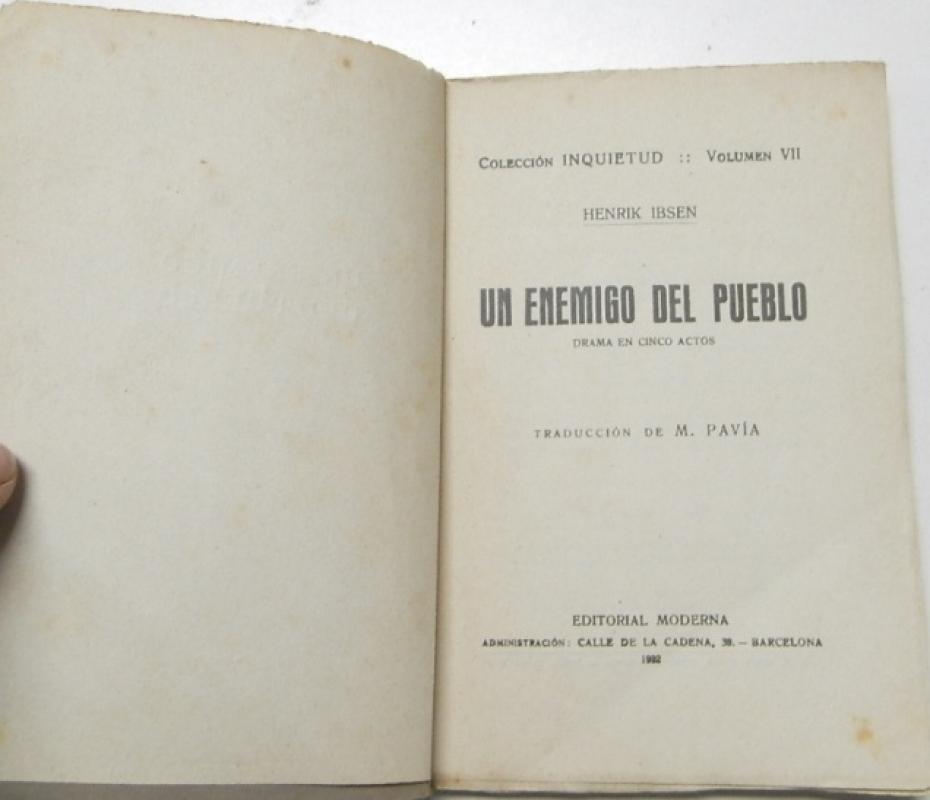 COLECCIÓN INQUIETUD :: VOLUMEN VII
HENRIK IBSEN
UN ENEMIGO DEL PUEBLO
DRAMA EN CINCO ACTOS
TRADUCCIÓN DE M. PAVÍA
EDITORIAL MODERNA
ADMINISTRACIÓN: CALLE DE LA CADENA, 39. — BARCELONA